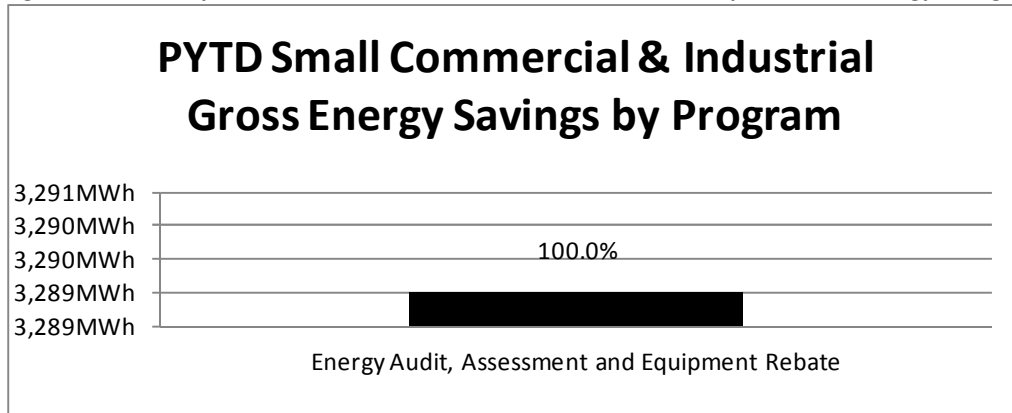 PYTD Small Commercial & Industrial
Gross Energy Savings by Program
3,291MWh
3,290MWh
3,290MWh
3,289MWh
3,289MWh
100.0%
Energy Audit, Assessment and Equipment Rebate